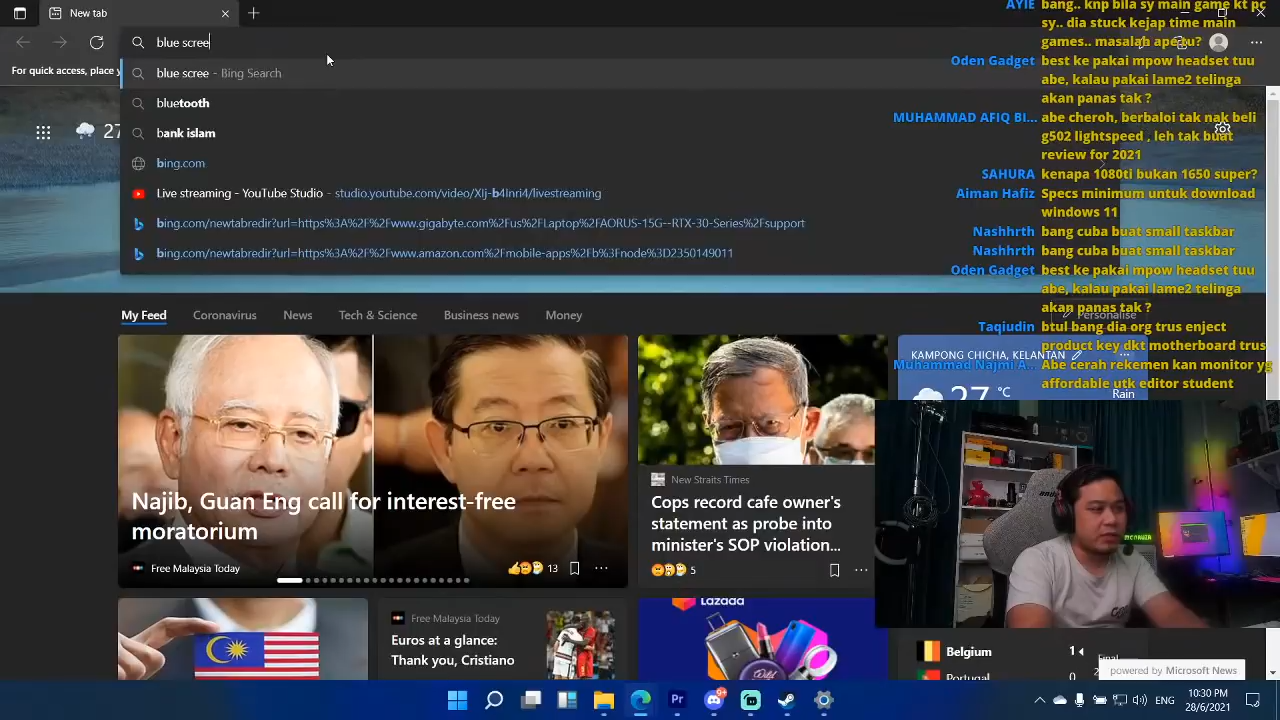 New tab
blue scree
blue scree - Bing Search
bluetooth
bank islam
bing.com
Live streaming - YouTube Studio - studio.youtube.com/video/XIj-b4Inri4/livestreaming
bing.com/newtabredir?url=https%3A%2F%2Fwww.gigabyte.com%2Fus%2FLaptop%2FAORUS-15G--RTX-30-Series%2Fsupport
bing.com/newtabredir?url=https%3A%2F%2Fwww.amazon.com%2Fmobile-apps%2Fb%3Fnode%3D2350149011
For quick access, place y
27
AYIE bang.. knp bila sy main game kt pc
sy.. dia stuck kejap time main
games.. masalah ape tu?
Oden Gadget best ke pakai mpow headset tuu
abe, kalau pakai lame2 telinga
akan panas tak ?
MUHAMMAD AFIQ BI... abe cheroh, berbaloi tak nak beli
g502 lightspeed , leh tak buat
review for 2021
SAHURA kenapa 1080ti bukan 1650 super?
Aiman Hafiz Specs minimum untuk download
windows 11
Nashhrth bang cuba buat small taskbar
Nashhrth bang cuba buat small taskbar
Oden Gadget best ke pakai mpow headset tuu
abe, kalau pakai lame2 telinga
akan panas tak ?
Taqiudin btul bang dia org trus enject
product key dkt motherboard trus
Muhammad Najmi A... Abe cerah rekemen kan monitor yg
affordable utk editor student
My Feed Coronavirus News Tech & Science Business news Money
Personalise
Najib, Guan Eng call for interest-free
moratorium
Free Malaysia Today
13
New Straits Times
Cops record cafe owner's
statement as probe into
minister's SOP violation...
5
KAMPONG CHICHA, KELANTAN
27 °C
Rain
Free Malaysia Today
Euros at a glance:
Thank you, Cristiano
Lazada
Belgium 1
Final
Portugal 0
powered by Microsoft News
Pr
ENG
10:30 PM
28/6/2021